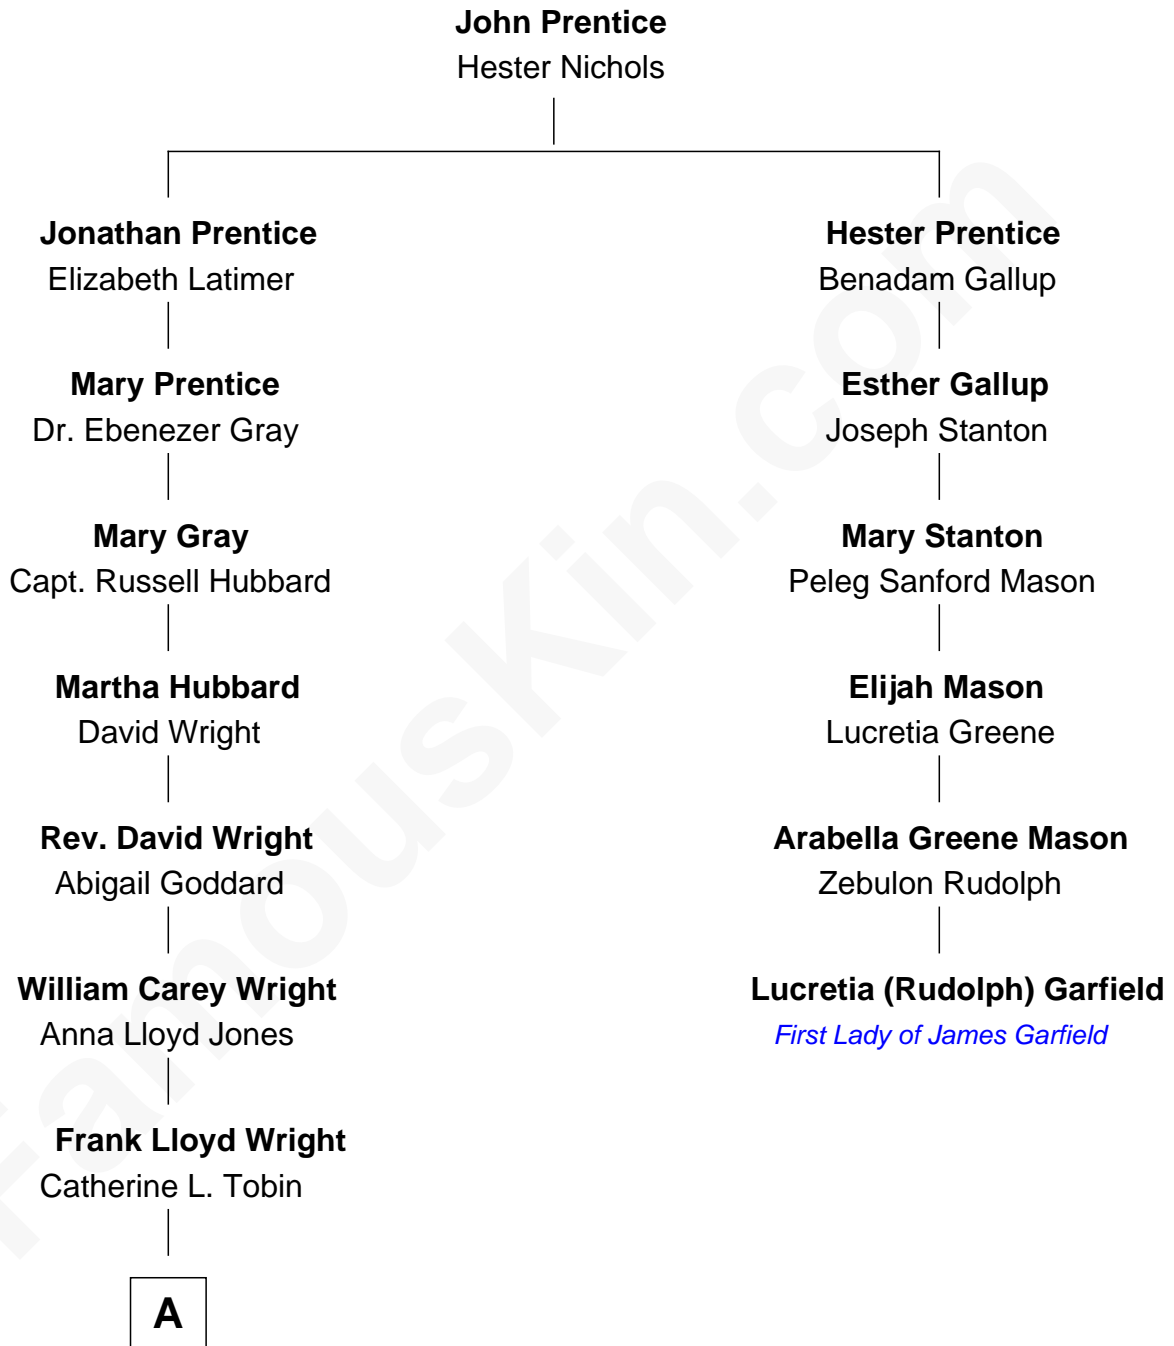 John Prentice
Hester Nichols
Jonathan Prentice
Elizabeth Latimer
Hester Prentice
Benadam Gallup
Mary Prentice
Dr. Ebenezer Gray
Esther Gallup
Joseph Stanton
Mary Gray
Capt. Russell Hubbard
Mary Stanton
Peleg Sanford Mason
Martha Hubbard
David Wright
Elijah Mason
Lucretia Greene
Rev. David Wright
Abigail Goddard
Arabella Greene Mason
Zebulon Rudolph
William Carey Wright
Anna Lloyd Jones
Lucretia (Rudolph) Garfield
First Lady of James Garfield
Frank Lloyd Wright
Catherine L. Tobin
A
FamousKin.com